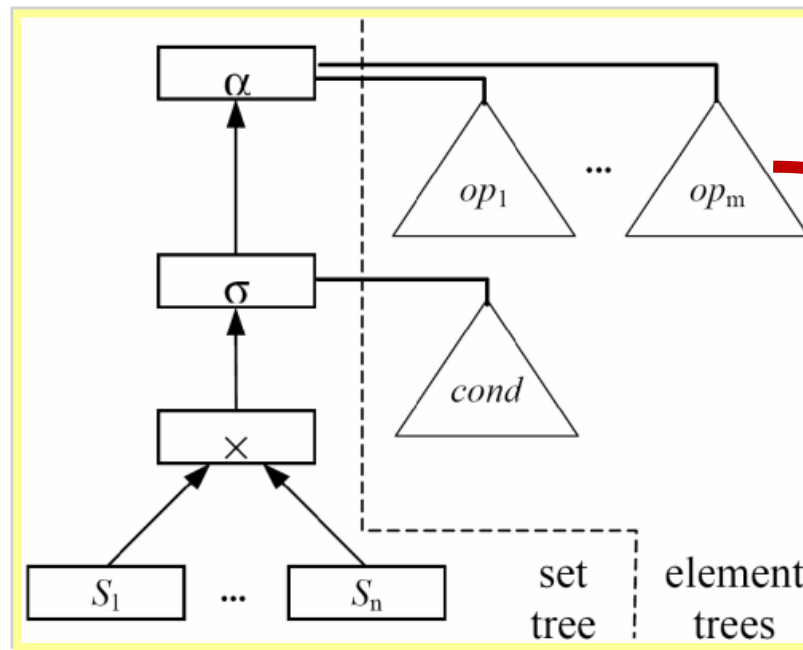 α
op₁ ... opₘ
σ
cond
×
S₁ ... Sₙ
set element
tree trees